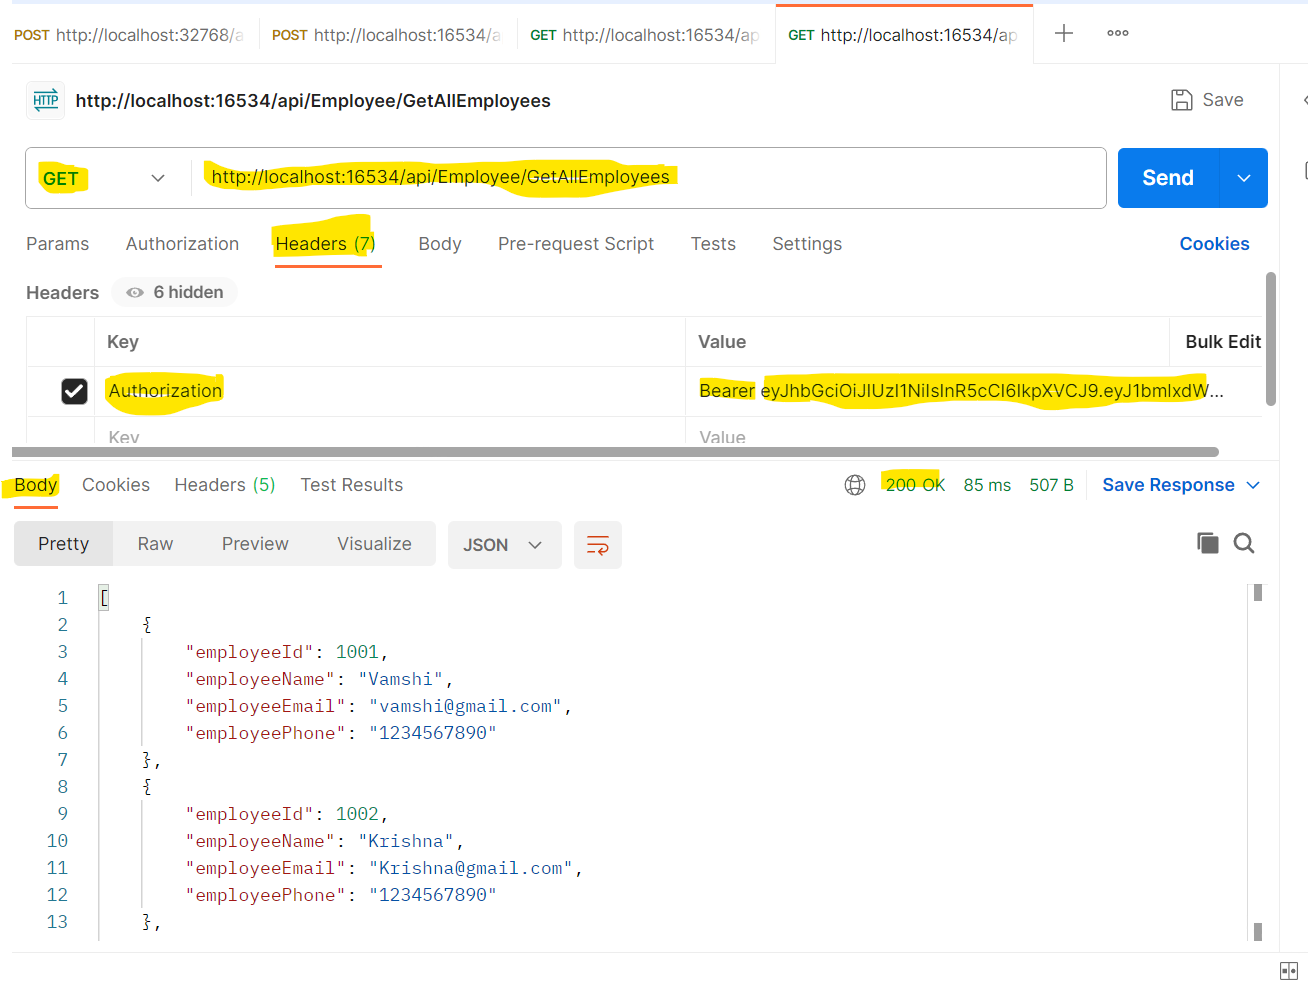 POST http://localhost:32768/a POST http://localhost:16534/a GET http://localhost:16534/ap GET http://localhost:16534/ap
HTTP http://localhost:16534/api/Employee/GetAllEmployees Save
GET http://localhost:16534/api/Employee/GetAllEmployees Send
Params Authorization Headers (7) Body Pre-request Script Tests Settings Cookies
Headers 6 hidden
Key Value Bulk Edit
Authorization Bearer eyJhbGciOiJIUzI1NiIsInR5cCI6IkpXVCJ9.eyJ1bmlxdW...
Key Value
Body Cookies Headers (5) Test Results 200 OK 85 ms 507 B Save Response
Pretty Raw Preview Visualize JSON
1 [
2 {
3 "employeeId": 1001,
4 "employeeName": "Vamshi",
5 "employeeEmail": "vamshi@gmail.com",
6 "employeePhone": "1234567890"
7 },
8 {
9 "employeeId": 1002,
10 "employeeName": "Krishna",
11 "employeeEmail": "Krishna@gmail.com",
12 "employeePhone": "1234567890"
13 },